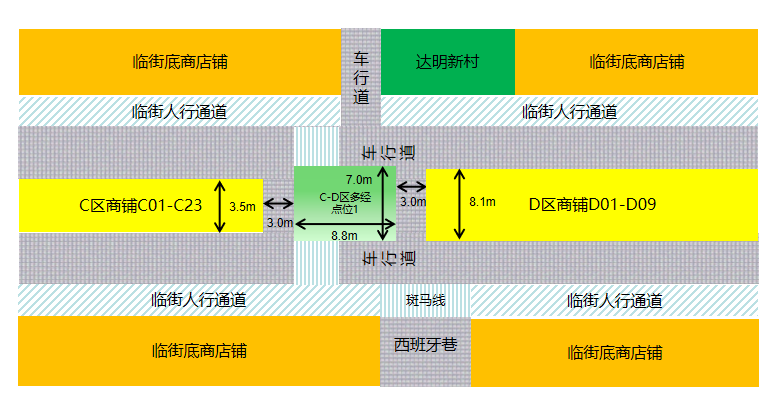 临街底商店铺
车行道
达明新村
临街底商店铺
临街人行通道
临街人行通道
车行道
7.0m
C区商铺C01-C23
3.5m
3.0m
C-D区多经
点位1
8.8m
3.0m
8.1m
D区商铺D01-D09
车行道
临街人行通道
斑马线
临街人行通道
临街底商店铺
西班牙巷
临街底商店铺